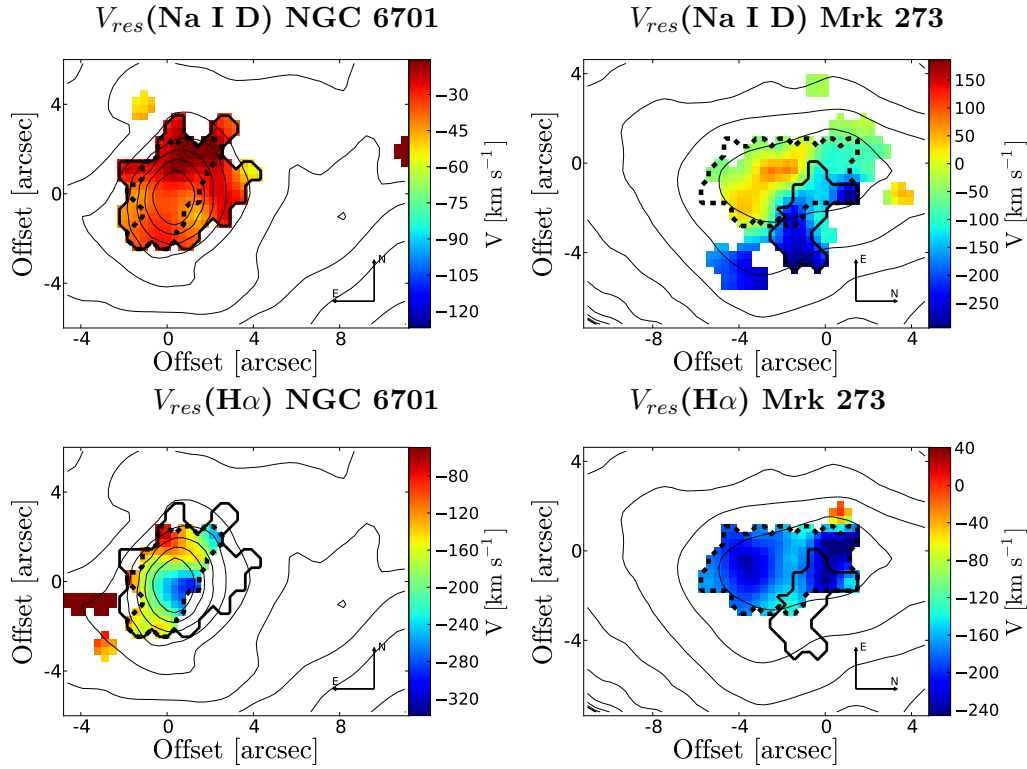 V_res(Na I D) NGC 6701
4
0
-4
Offset [arcsec]
-4 0 4 8
Offset [arcsec]
E
N
−30
−45
−60
−75
−90
−105
−120
V [km s⁻¹]
V_res(Na I D) Mrk 273
4
0
-4
Offset [arcsec]
-8 -4 0 4
Offset [arcsec]
E
N
150
100
50
0
−50
−100
−150
−200
−250
V [km s⁻¹]
V_res(Hα) NGC 6701
4
0
-4
Offset [arcsec]
-4 0 4 8
Offset [arcsec]
E
N
−80
−120
−160
−200
−240
−280
−320
V [km s⁻¹]
V_res(Hα) Mrk 273
4
0
-4
Offset [arcsec]
-8 -4 0 4
Offset [arcsec]
E
N
40
0
−40
−80
−120
−160
−200
−240
V [km s⁻¹]